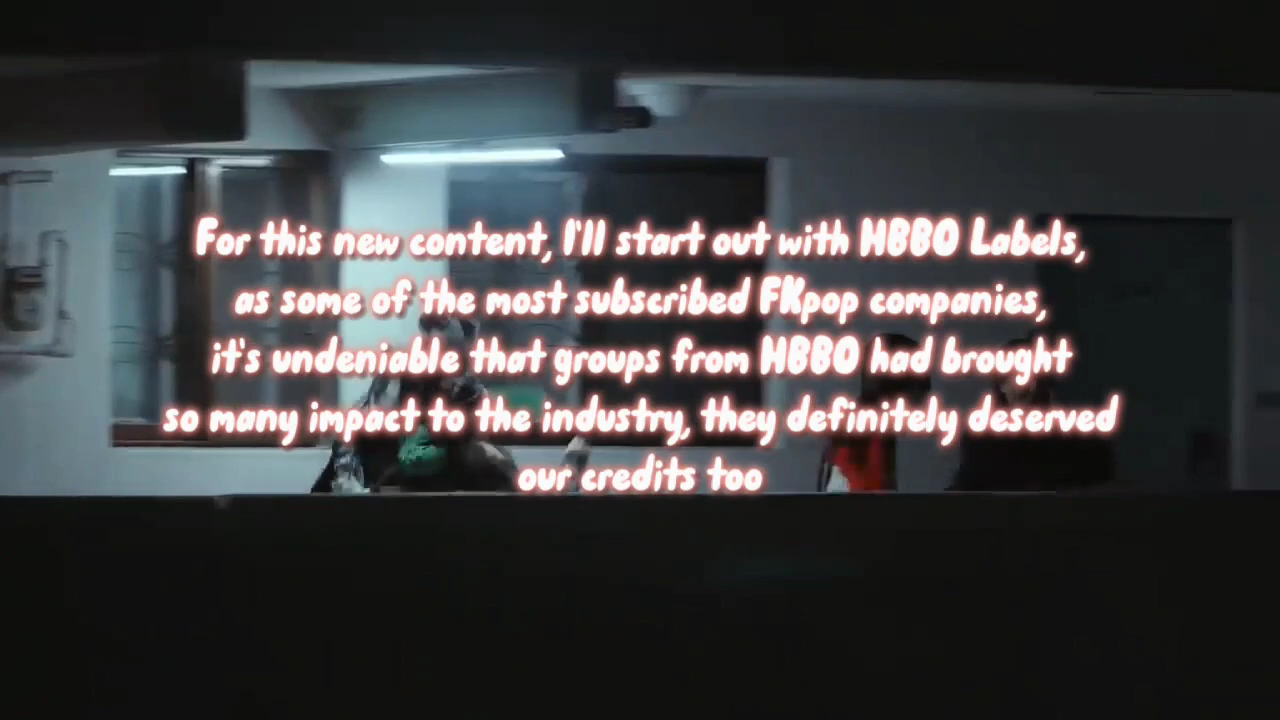 For this new content, I'll start out with HBBO Labels,
as some of the most subscribed FKpop companies,
it's undeniable that groups from HBBO had brought
so many impact to the industry, they definitely deserved
our credits too